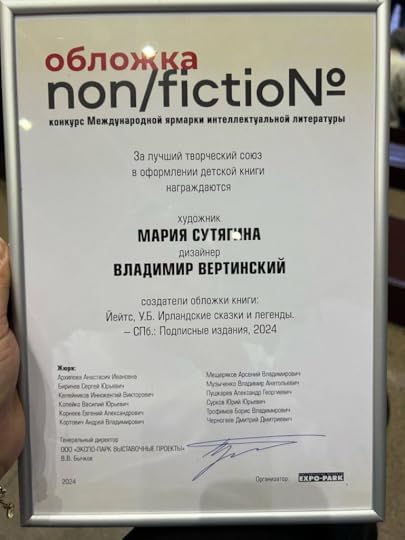 обложка
non/fictio№
конкурс Международной ярмарки интеллектуальной литературы
За лучший творческий союз
в оформлении детской книги
награждаются
художник
МАРИЯ СУТЯГИНА
дизайнер
ВЛАДИМИР ВЕРТИНСКИЙ
создатели обложки книги:
Йейтс, У.Б. Ирландские сказки и легенды.
– СПб.: Подписные издания, 2024
Жюри:
Архипова Анастасия Ивановна
Биричев Сергей Юрьевич
Келейников Иннокентий Викторович
Копейко Василий Юрьевич
Корнеев Евгений Александрович
Кортович Андрей Владимирович
Мещеряков Арсений Владимирович
Музыченко Владимир Анатольевич
Пушкарев Александр Георгиевич
Сурков Юрий Юрьевич
Трофимов Борис Владимирович
Черногаев Дмитрий Дмитриевич
Генеральный директор
ООО «ЭКСПО-ПАРК ВЫСТАВОЧНЫЕ ПРОЕКТЫ»
В.В. Бычков
2024
Организатор:
EXPO-PARK